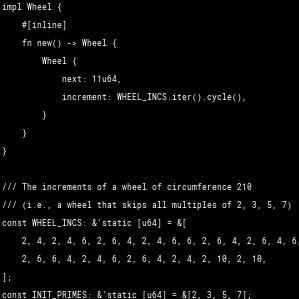 impl Wheel {
#[inline]
fn new() -> Wheel {
Wheel {
next: 11u64,
increment: WHEEL_INCS.iter().cycle(),
}
}
}
/// The increments of a wheel of circumference 210
/// (i.e., a wheel that skips all multiples of 2, 3, 5, 7)
const WHEEL_INCS: &'static [u64] = &[
2, 4, 2, 4, 6, 2, 6, 4, 2, 4, 6, 6, 2, 6, 4, 2, 6, 4, 6,
2, 6, 6, 4, 2, 4, 6, 2, 6, 4, 2, 4, 2, 10, 2, 10,
];
const INIT_PRIMES: &'static [u64] = &[2, 3, 5, 7];